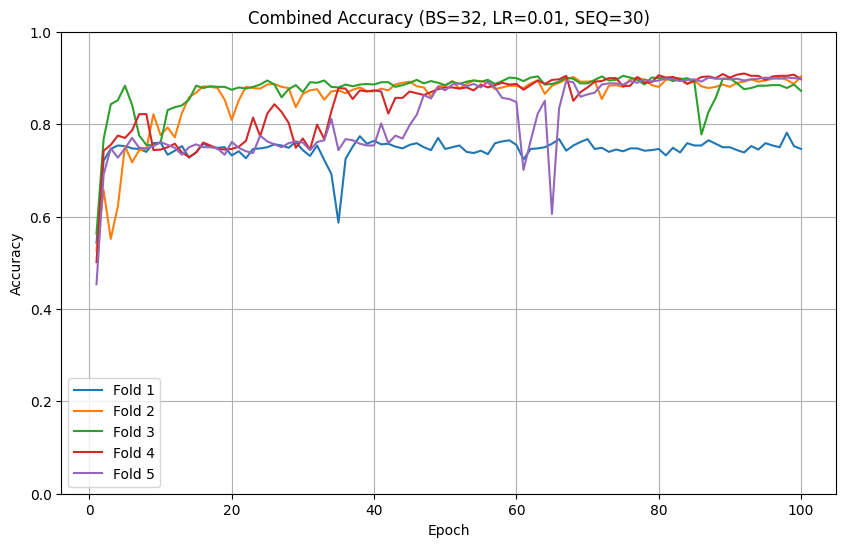 Combined Accuracy (BS=32, LR=0.01, SEQ=30)
1.0
0.8
0.6
0.4
0.2
0.0
Accuracy
Fold 1
Fold 2
Fold 3
Fold 4
Fold 5
0 20 40 60 80 100
Epoch